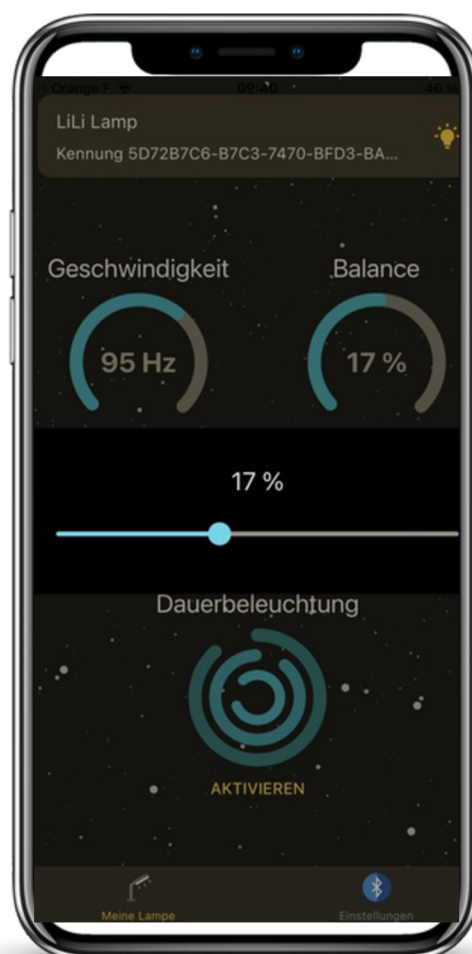 Orange F 09:40 46 %
LiLi Lamp
Kennung 5D72B7C6-B7C3-7470-BFD3-BA...
Geschwindigkeit Balance
95 Hz 17 %
17 %
Dauerbeleuchtung
AKTIVIEREN
Meine Lampe Einstellungen